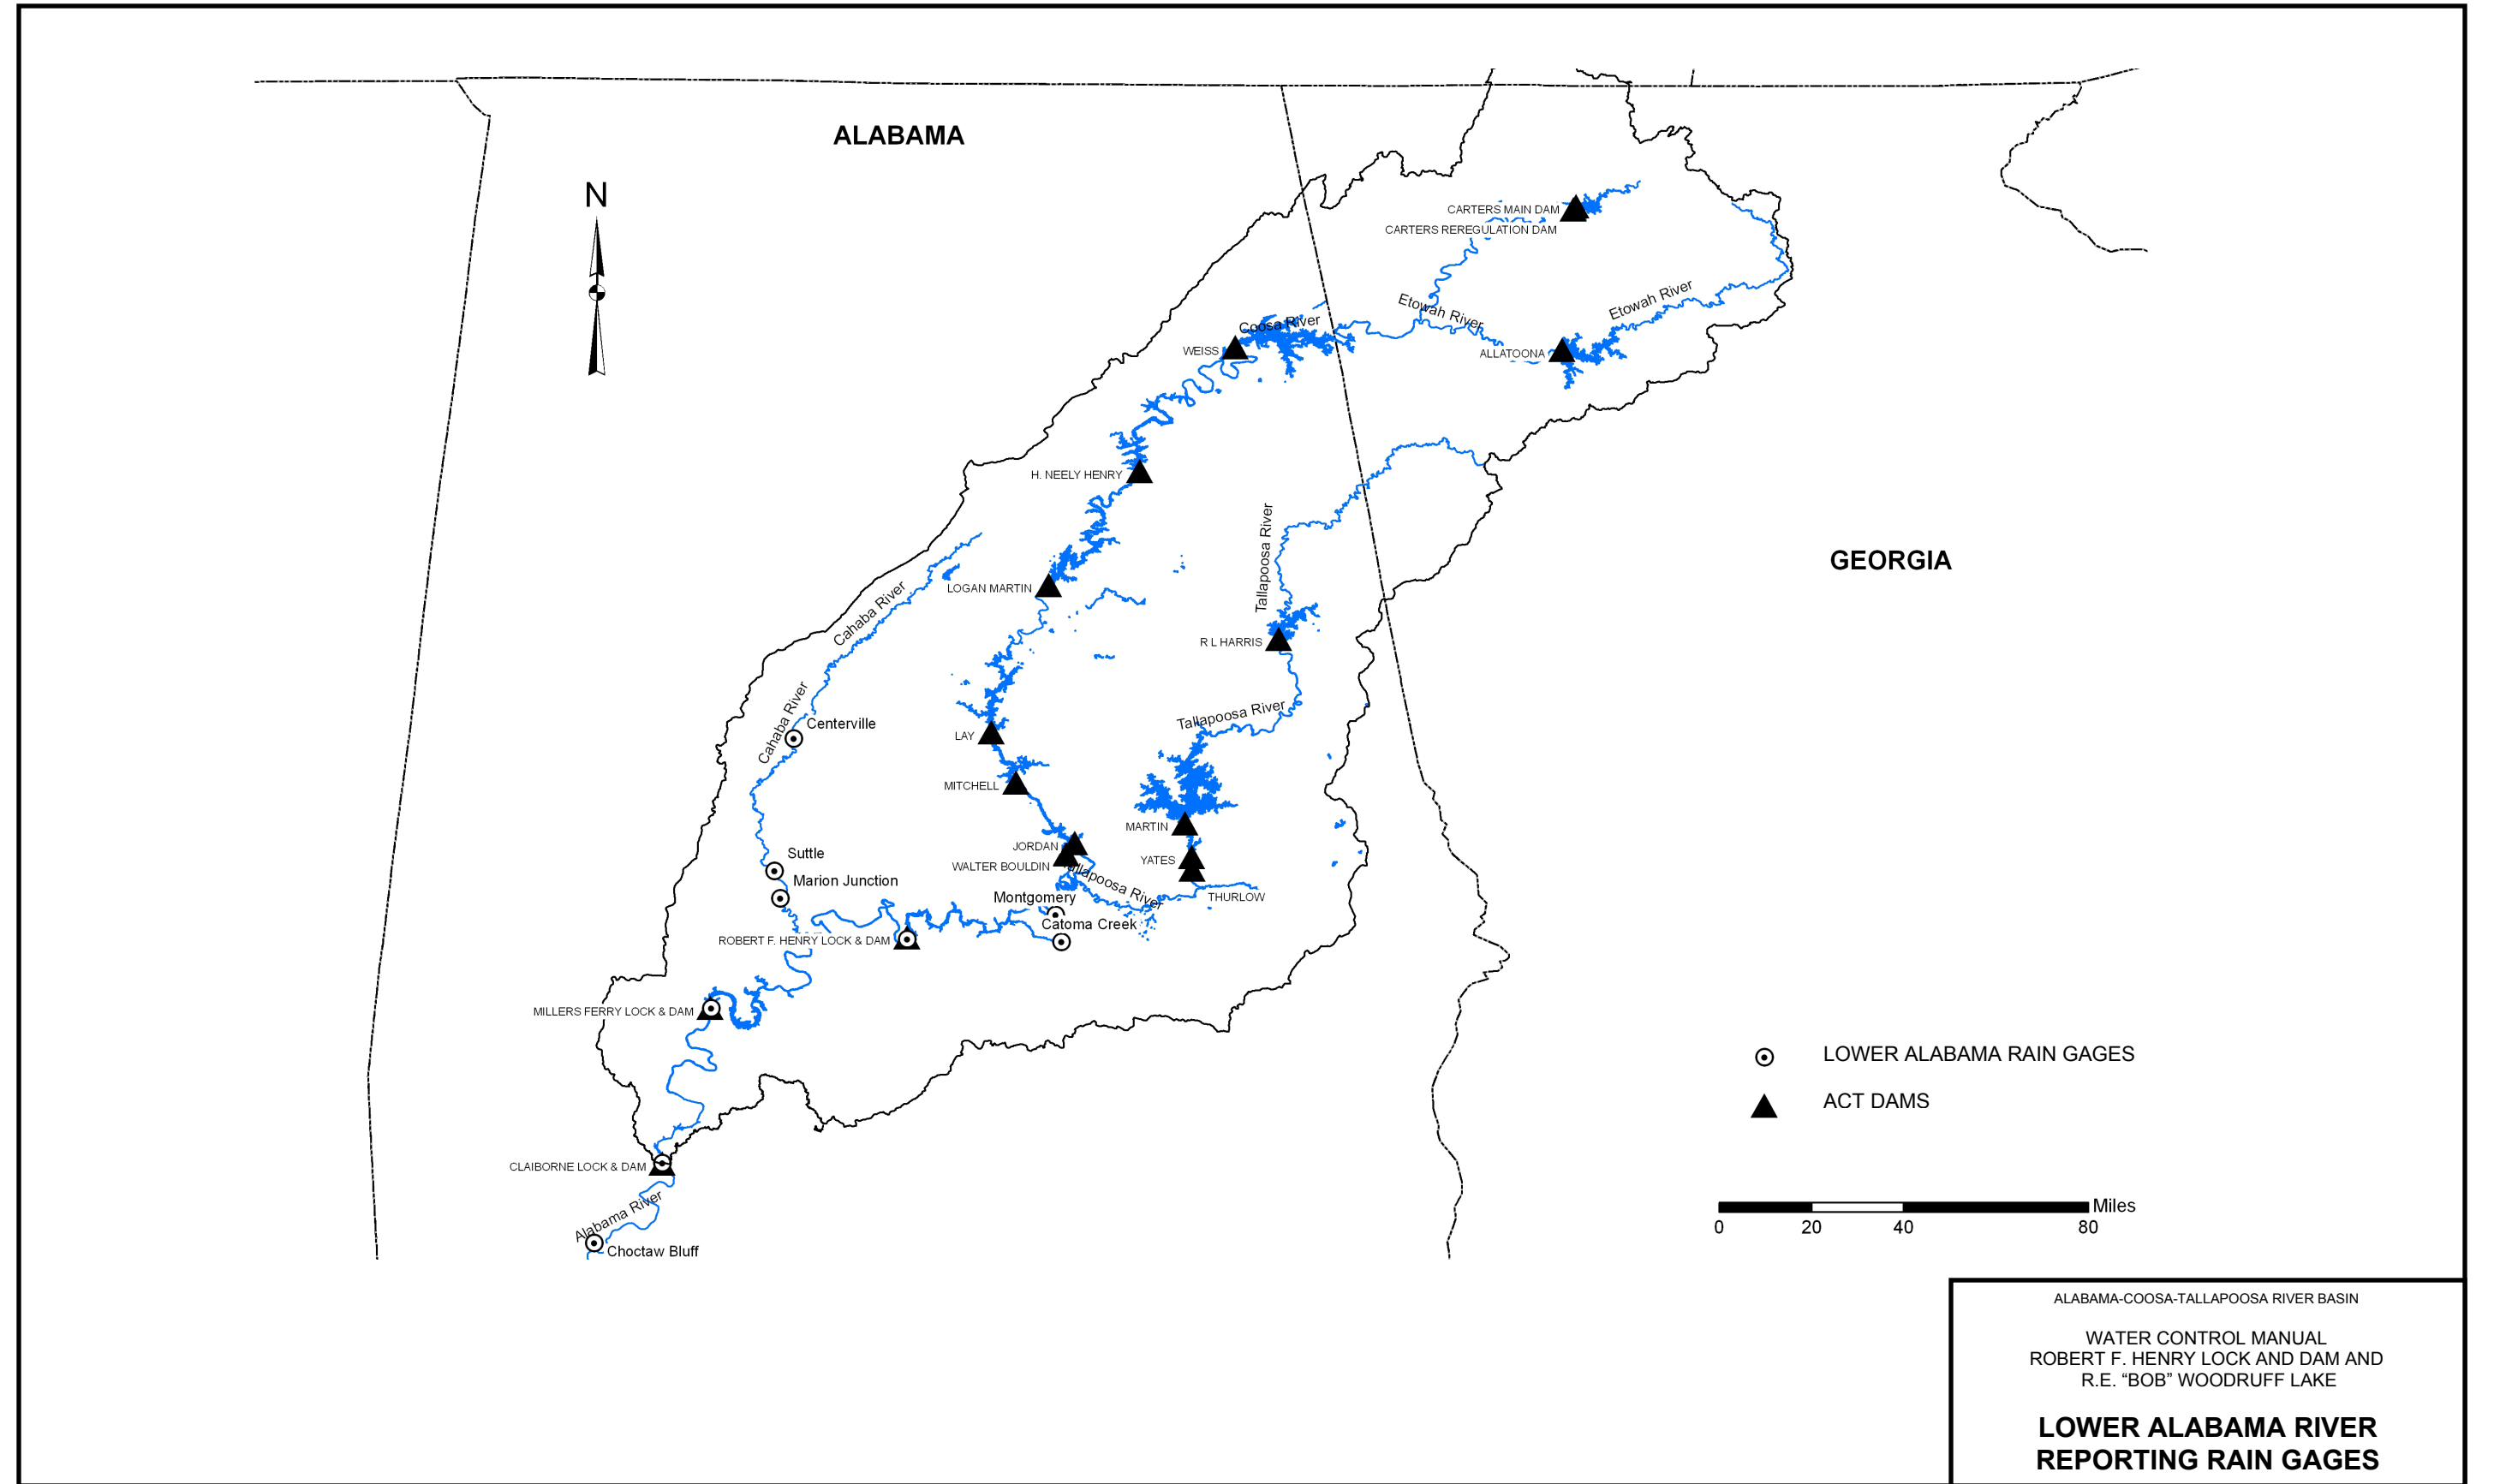 ALABAMA
N
CARTERS MAIN DAM
CARTERS REREGULATION DAM
Etowah River
Etowah River
Coosa River
WEISS
ALLATOONA
H. NEELY HENRY
Tallapoosa River
GEORGIA
LOGAN MARTIN
Cahaba River
R L HARRIS
Cahaba River
Centerville
Tallapoosa River
LAY
MITCHELL
MARTIN
JORDAN
WALTER BOULDIN
YATES
Suttle
Marion Junction
Tallapoosa River
THURLOW
Montgomery
Catoma Creek
ROBERT F. HENRY LOCK & DAM
MILLERS FERRY LOCK & DAM
CLAIBORNE LOCK & DAM
Alabama River
Choctaw Bluff
LOWER ALABAMA RAIN GAGES
ACT DAMS
Miles
0 20 40 80
ALABAMA-COOSA-TALLAPOOSA RIVER BASIN
WATER CONTROL MANUAL
ROBERT F. HENRY LOCK AND DAM AND
R.E. “BOB” WOODRUFF LAKE
LOWER ALABAMA RIVER
REPORTING RAIN GAGES